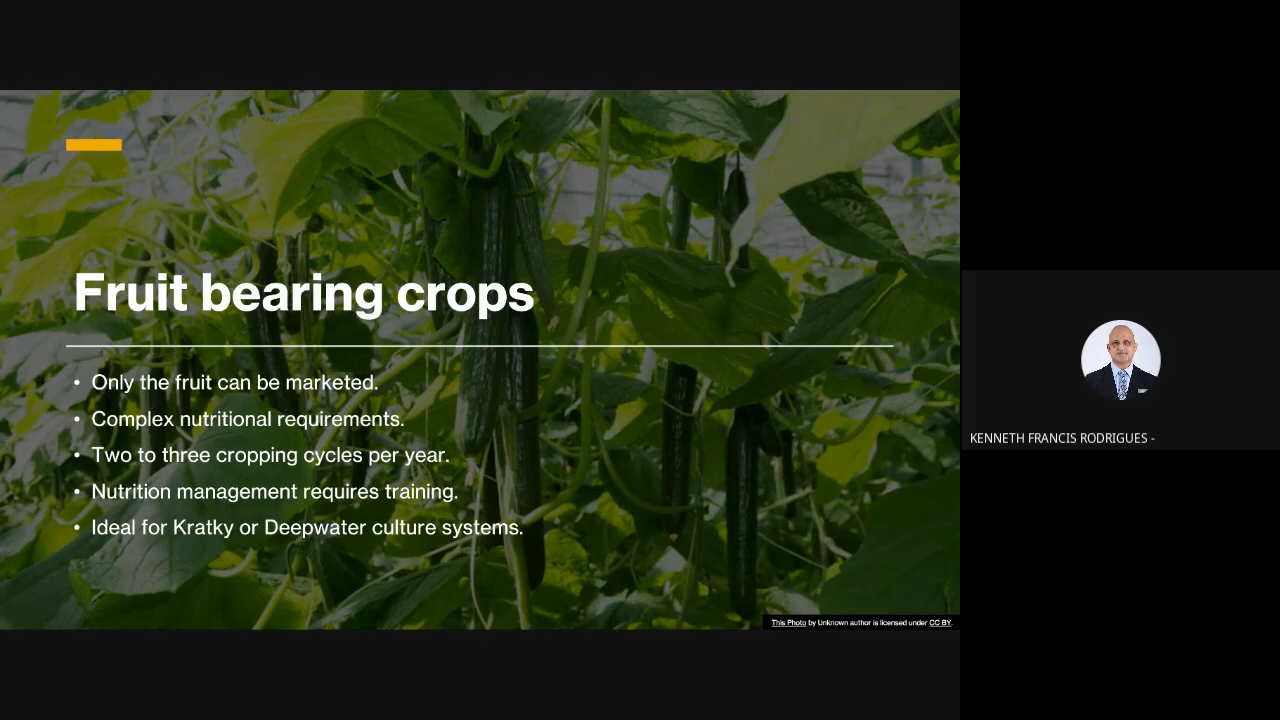 Fruit bearing crops
• Only the fruit can be marketed.
• Complex nutritional requirements.
• Two to three cropping cycles per year.
• Nutrition management requires training.
• Ideal for Kratky or Deepwater culture systems.
This Photo by Unknown author is licensed under CC BY.
KENNETH FRANCIS RODRIGUES -